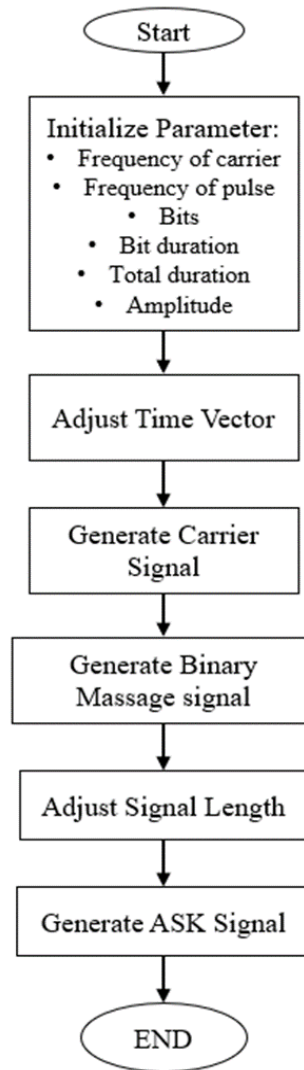 Start
Initialize Parameter:
• Frequency of carrier
• Frequency of pulse
• Bits
• Bit duration
• Total duration
• Amplitude
Adjust Time Vector
Generate Carrier
Signal
Generate Binary
Massage signal
Adjust Signal Length
Generate ASK Signal
END